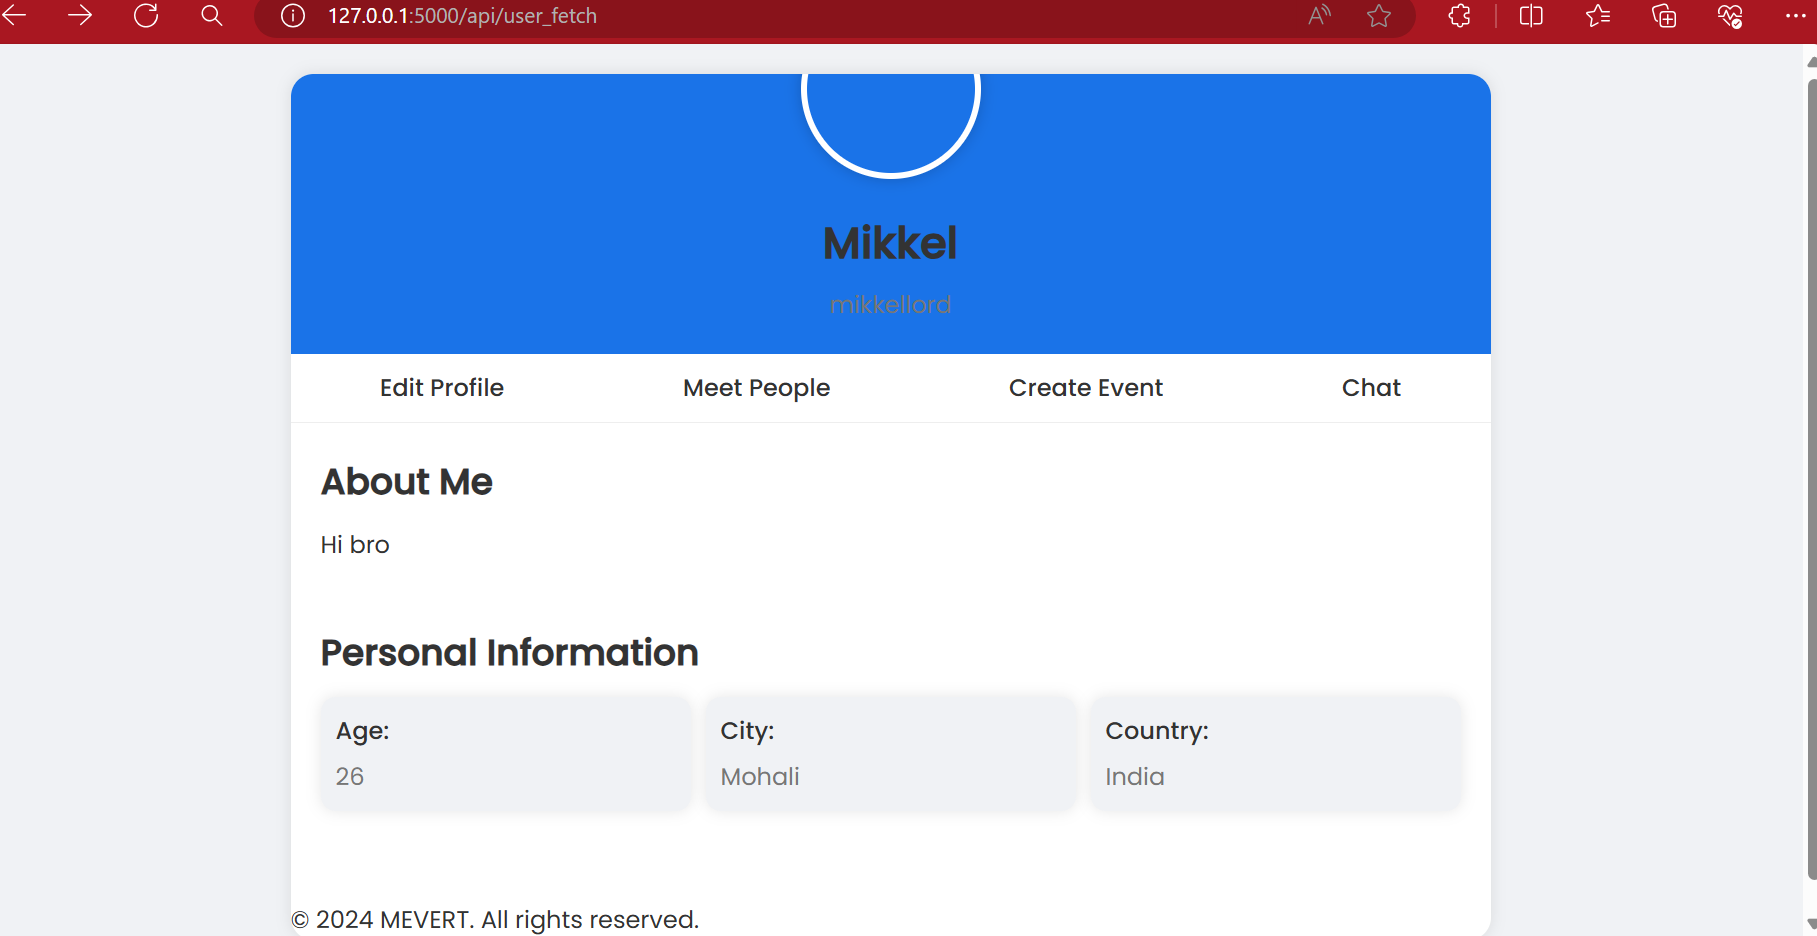 127.0.0.1:5000/api/user_fetch
Mikkel
mikkellord
Edit Profile Meet People Create Event Chat
About Me
Hi bro
Personal Information
Age: City: Country:
26 Mohali India
© 2024 MEVERT. All rights reserved.